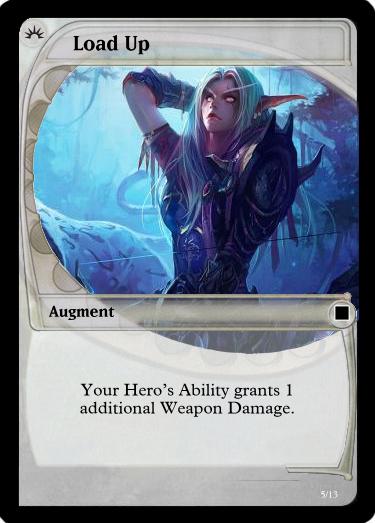 Load Up
Augment
Your Hero's Ability grants 1
additional Weapon Damage.
5/13